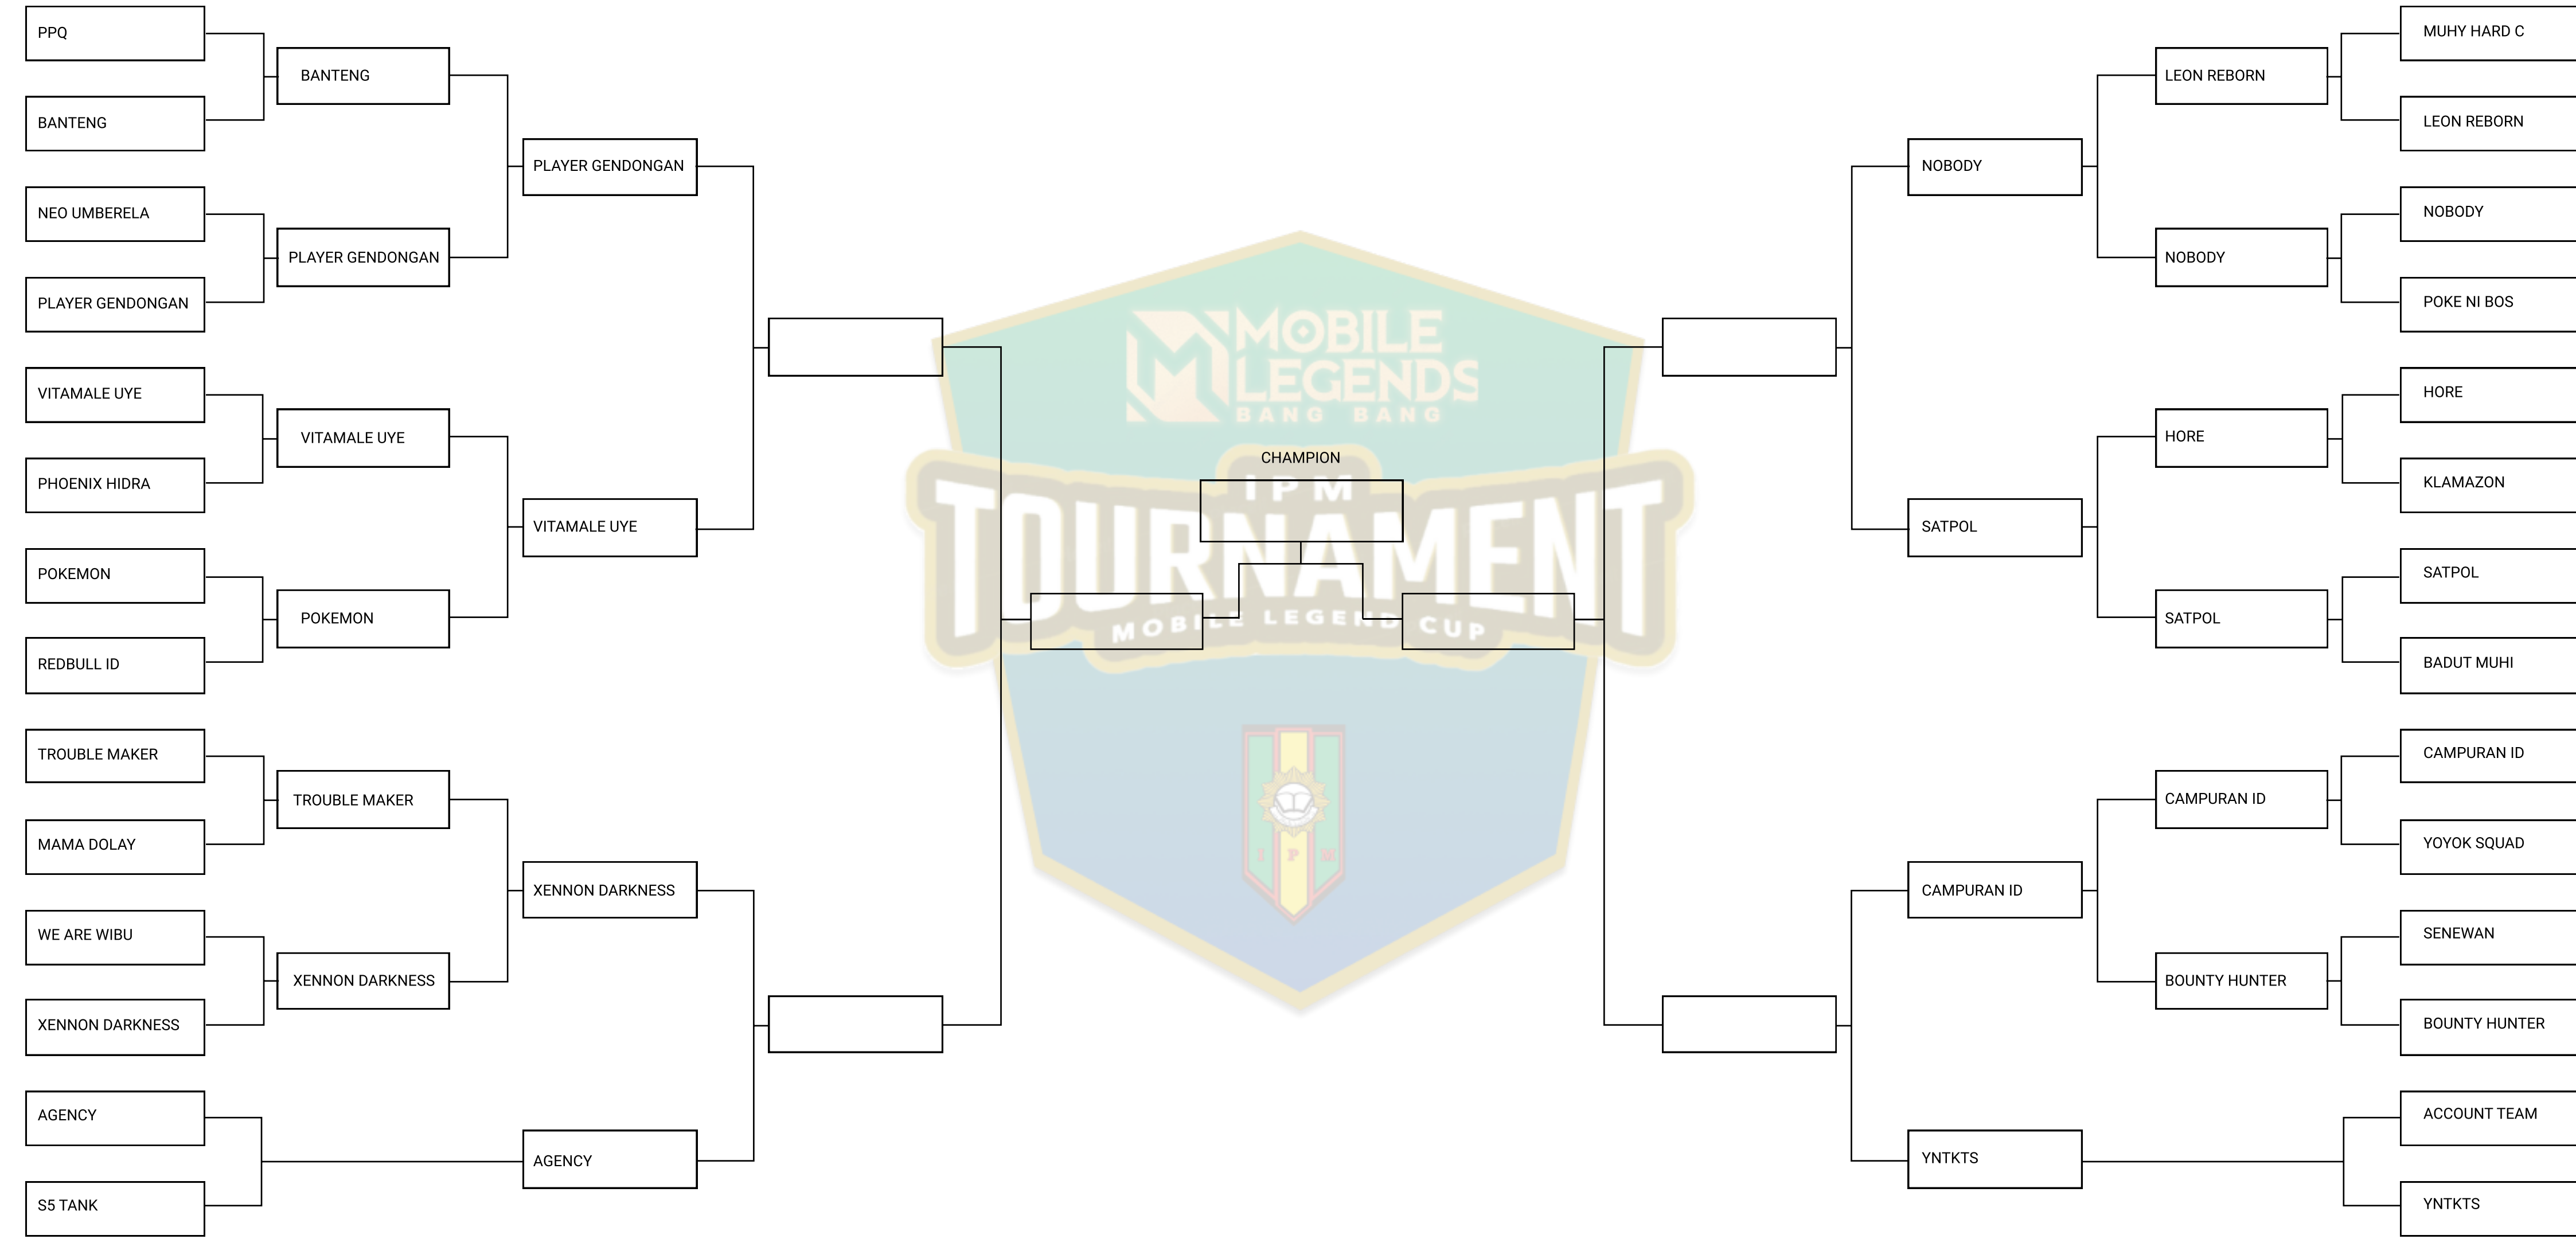 PPQ
BANTENG
NEO UMBERELA
PLAYER GENDONGAN
VITAMALE UYE
PHOENIX HIDRA
POKEMON
REDBULL ID
TROUBLE MAKER
MAMA DOLAY
WE ARE WIBU
XENNON DARKNESS
AGENCY
S5 TANK
BANTENG
PLAYER GENDONGAN
VITAMALE UYE
POKEMON
TROUBLE MAKER
XENNON DARKNESS
PLAYER GENDONGAN
VITAMALE UYE
XENNON DARKNESS
AGENCY
MOBILE
LEGENDS
BANG BANG
CHAMPION
IPM
TOURNAMENT
MOBILE LEGEND CUP
I P M
NOBODY
SATPOL
CAMPURAN ID
YNTKTS
LEON REBORN
NOBODY
HORE
SATPOL
CAMPURAN ID
BOUNTY HUNTER
MUHY HARD C
LEON REBORN
NOBODY
POKE NI BOS
HORE
KLAMAZON
SATPOL
BADUT MUHI
CAMPURAN ID
YOYOK SQUAD
SENEWAN
BOUNTY HUNTER
ACCOUNT TEAM
YNTKTS